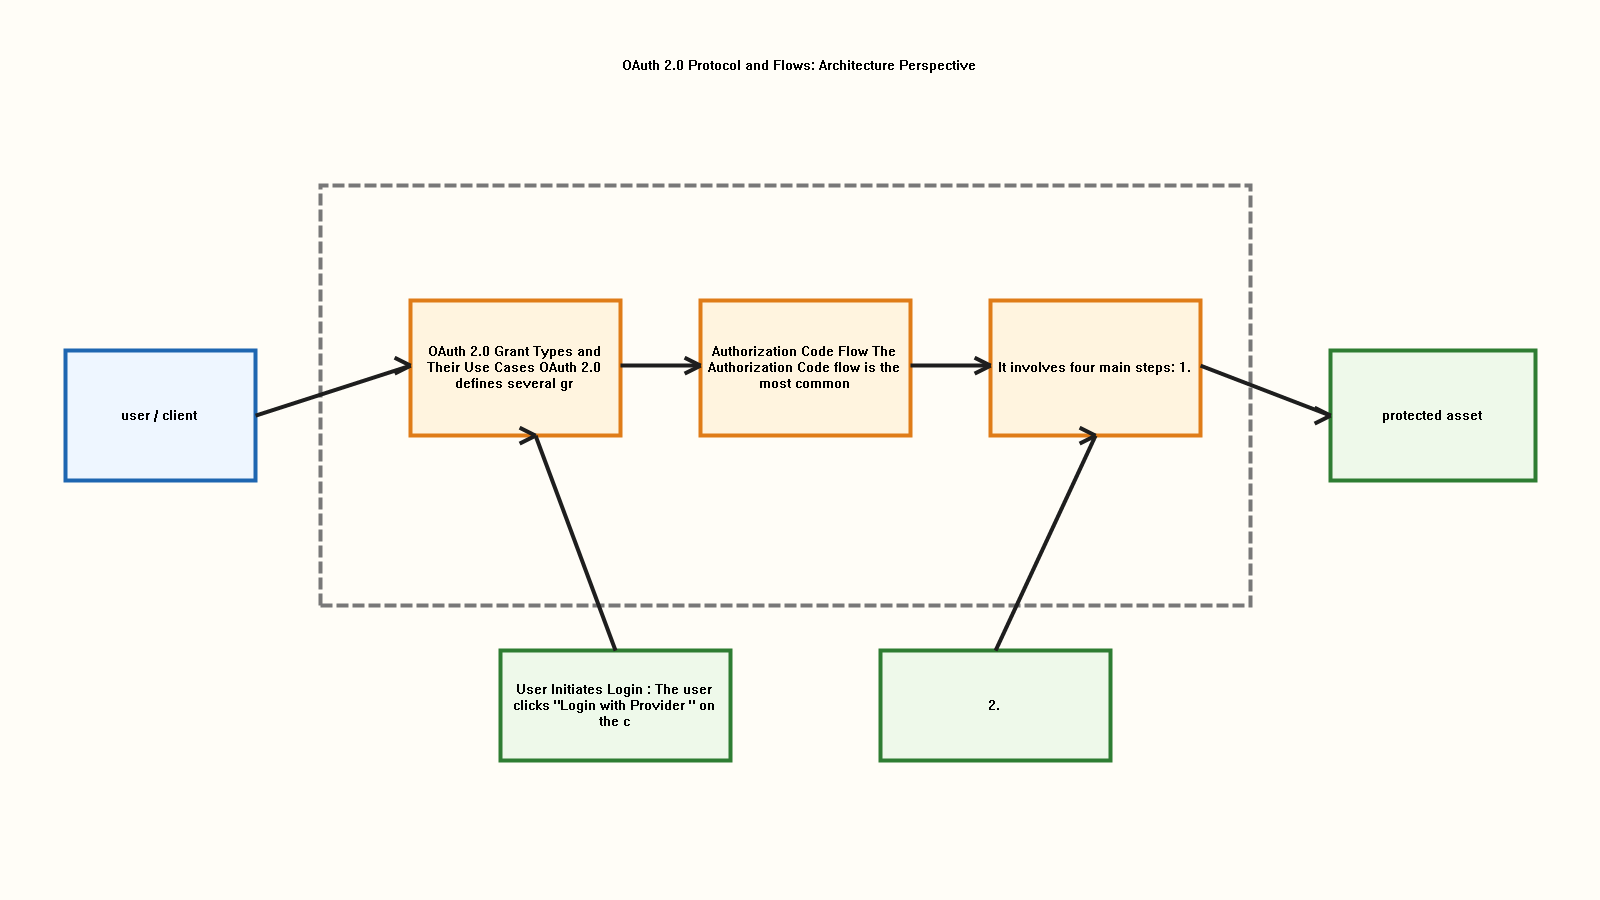 OAuth 2.0 Protocol and Flows: Architecture Perspective
OAuth 2.0 Grant Types and
Their Use Cases OAuth 2.0
defines several gr
Authorization Code Flow The
Authorization Code flow is the
most common
It involves four main steps: 1.
user / client
protected asset
User Initiates Login : The user
clicks "Login with Provider " on
the c
2.